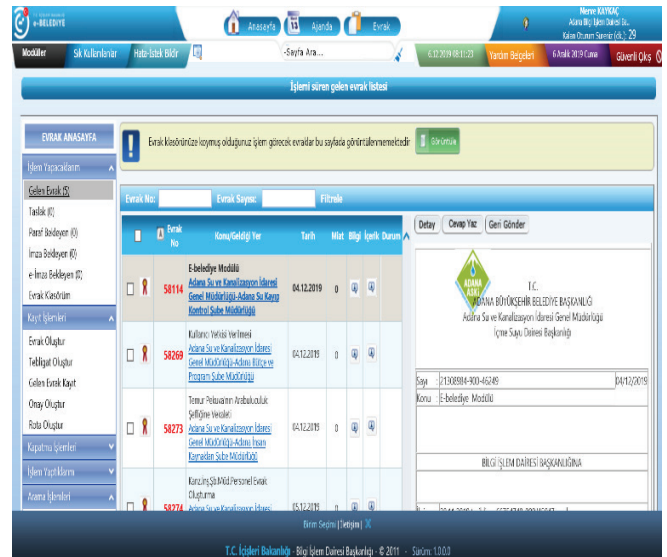 e-BELEDİYE
Anasayfa
Ajanda
Evrak
Merve KAYKAÇ
Adana Bilgi İşlem Dairesi Ba...
Kalan Oturum Süreniz (dk.): 29
Modüller
Sık Kullanılanlar
Hata-İstek Bildir
-Sayfa Ara...
6.12.2019 08:11:23
Yardım Belgeleri
6 Aralık 2019 Cuma
Güvenli Çıkış
İşlemi süren gelen evrak listesi
EVRAK ANASAYFA
Evrak klasörünüze koymuş olduğunuz işlem görecek evraklar bu sayfada görüntülenmemektedir
Görüntüle
İşlem Yapacaklarım
Gelen Evrak (5)
Taslak (0)
Paraf Bekleyen (0)
İmza Bekleyen (0)
e-İmza Bekleyen (0)
Evrak Klasörüm
Kayıt İşlemleri
Evrak Oluştur
Tebligat Oluştur
Gelen Evrak Kayıt
Onay Oluştur
Rota Oluştur
Kapatma İşlemleri
İşlem Yaptıklarım
Arama İşlemleri
Evrak No:
Evrak Sayısı:
Filtrele
Evrak No
Konu/Geldiği Yer
Tarih
Miat
Bilgi
İçerik
Durum
58114
E-belediye Modülü
Adana Su ve Kanalizasyon İdaresi
Genel Müdürlüğü-Adana Su Kayıp
Kontrol Şube Müdürlüğü
04.12.2019
0
58269
Kullanıcı Yetkisi Verilmesi
Adana Su ve Kanalizasyon İdaresi
Genel Müdürlüğü-Adana Bütçe ve
Program Şube Müdürlüğü
04.12.2019
0
58273
Temur Pekuvalnın Arabuluculuk
Şefliğine Vekaleti
Adana Su ve Kanalizasyon İdaresi
Genel Müdürlüğü-Adana İnsan
Kaynakları Şube Müdürlüğü
04.12.2019
0
58274
Kanz.İnş.Şb.Müd.Personel Evrak
Oluşturma
Adana Su ve Kanalizasyon İdaresi
05.12.2019
0
Detay
Cevap Yaz
Geri Gönder
ADANA
ASKİ
T.C.
ADANA BÜYÜKŞEHİR BELEDİYE BAŞKANLIĞI
Adana Su ve Kanalizasyon İdaresi Genel Müdürlüğü
İçme Suyu Dairesi Başkanlığı
Sayı : 21308984-900-46249
04/12/2019
Konu : E-belediye Modülü
BİLGİ İŞLEM DAİRESİ BAŞKANLIĞINA
Birim Seçimi | İletişim |
T.C. İçişleri Bakanlığı - Bilgi İşlem Dairesi Başkanlığı - © 2011 - Sürüm: 1.0.0.0